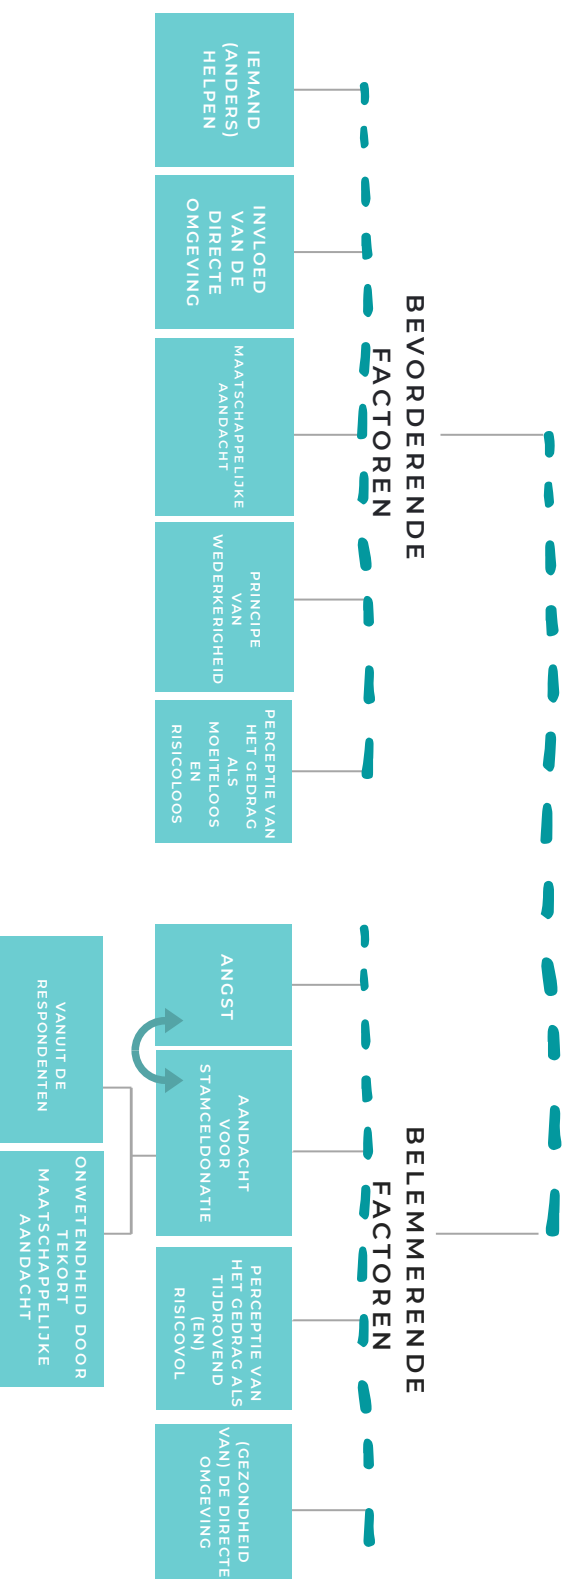 BEVORDERENDE
FACTOREN
IEMAND
(ANDERS)
HELPEN
INVLOED
VAN DE
DIRECTE
OMGEVING
MAATSCHAPPELIJKE
AANDACHT
PRINCIPE
VAN
WEDERKERIGHEID
PERCEPTIE VAN
HET GEDRAG
ALS
MOEITELOOS
EN
RISICOLOOS
BELEMMERENDE
FACTOREN
ANGST
AANDACHT
VOOR
STAMCELDONATIE
PERCEPTIE VAN
HET GEDRAG ALS
TIJDROVEND
(EN)
RISICOVOL
(GEZONDHEID
VAN) DE DIRECTE
OMGEVING
VANUIT DE
RESPONDENTEN
ONWETENDHEID DOOR
TEKORT
MAATSCHAPPELIJKE
AANDACHT